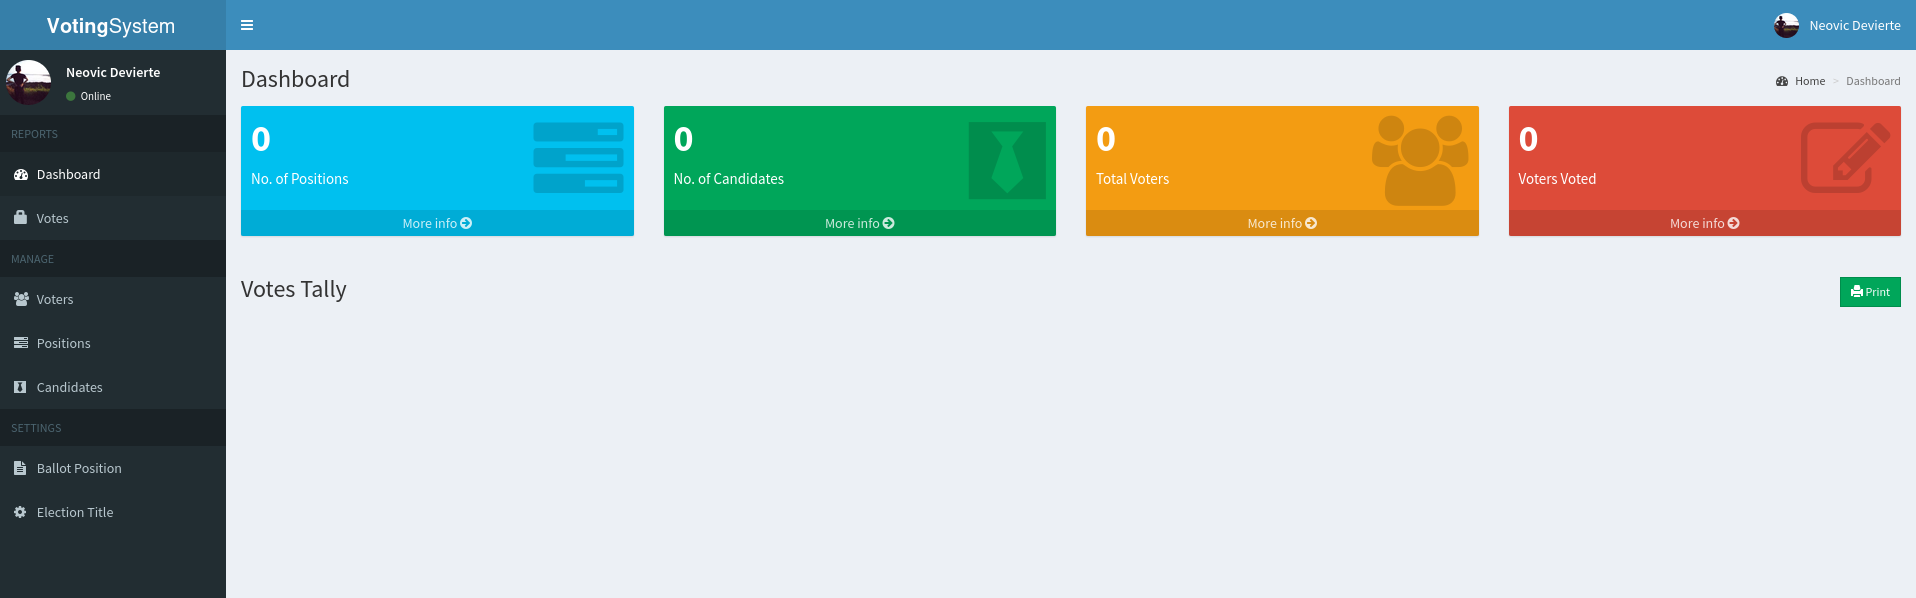 VotingSystem
Neovic Devierte
Neovic Devierte
Online
REPORTS
Dashboard
Votes
MANAGE
Voters
Positions
Candidates
SETTINGS
Ballot Position
Election Title
Dashboard
Home > Dashboard
0
No. of Positions
More info
0
No. of Candidates
More info
0
Total Voters
More info
0
Voters Voted
More info
Votes Tally
Print